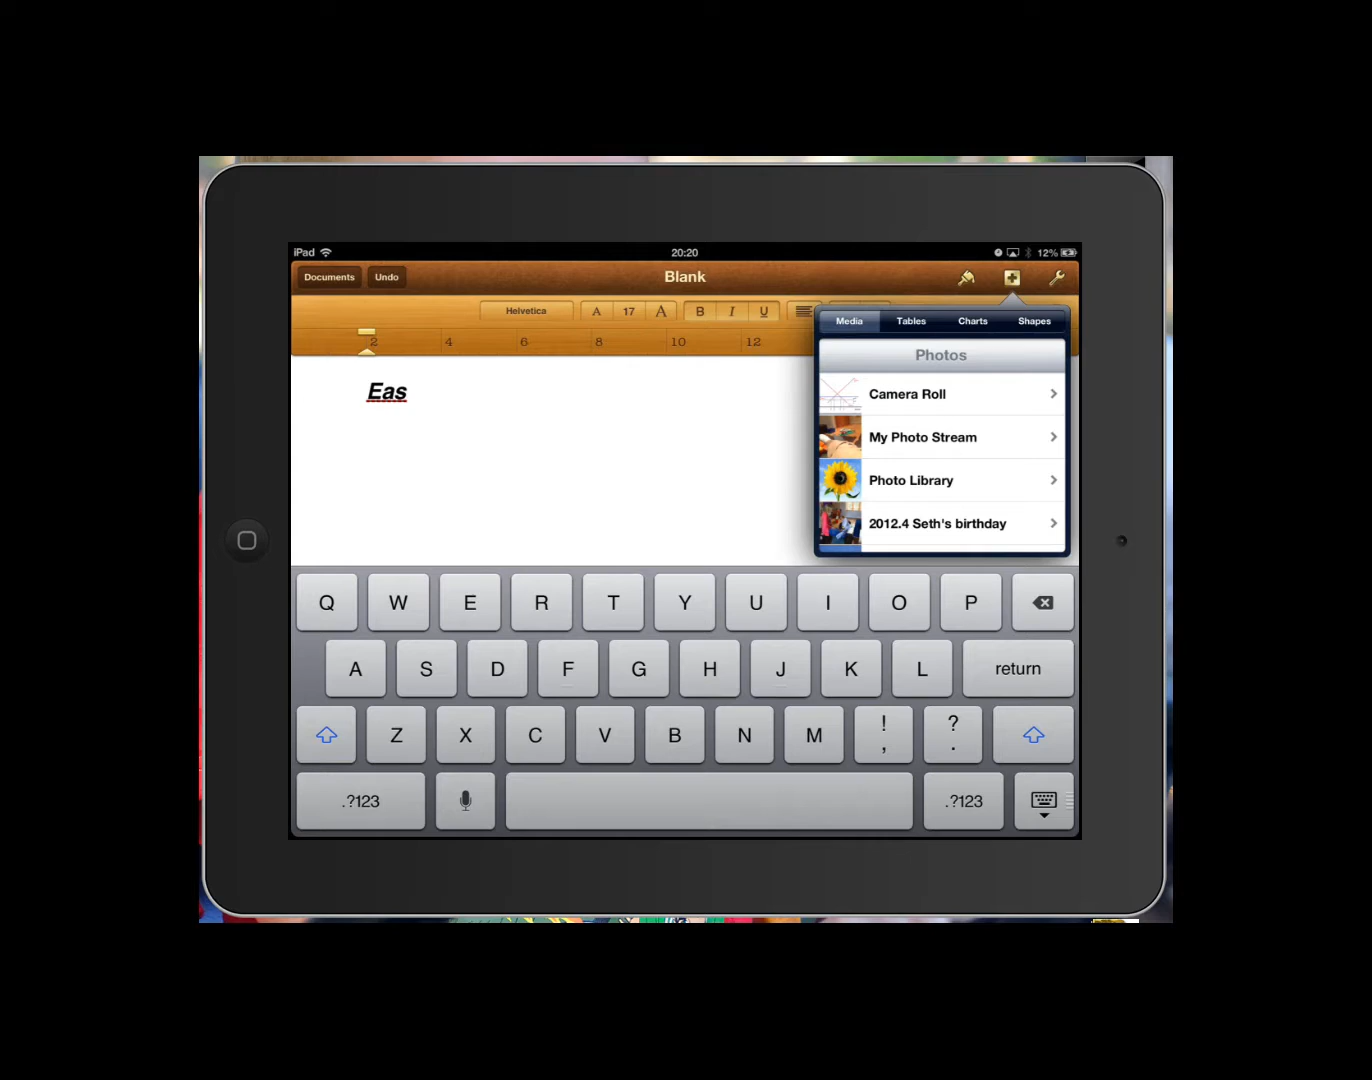 iPad 20:20 12%
Documents Undo Blank
Helvetica A 17 A B I U
2 4 6 8 10 12
Media Tables Charts Shapes
Photos
Camera Roll
My Photo Stream
Photo Library
2012.4 Seth's birthday
Eas
Q W E R T Y U I O P
A S D F G H J K L return
Z X C V B N M ! , ? .
.?123 .?123